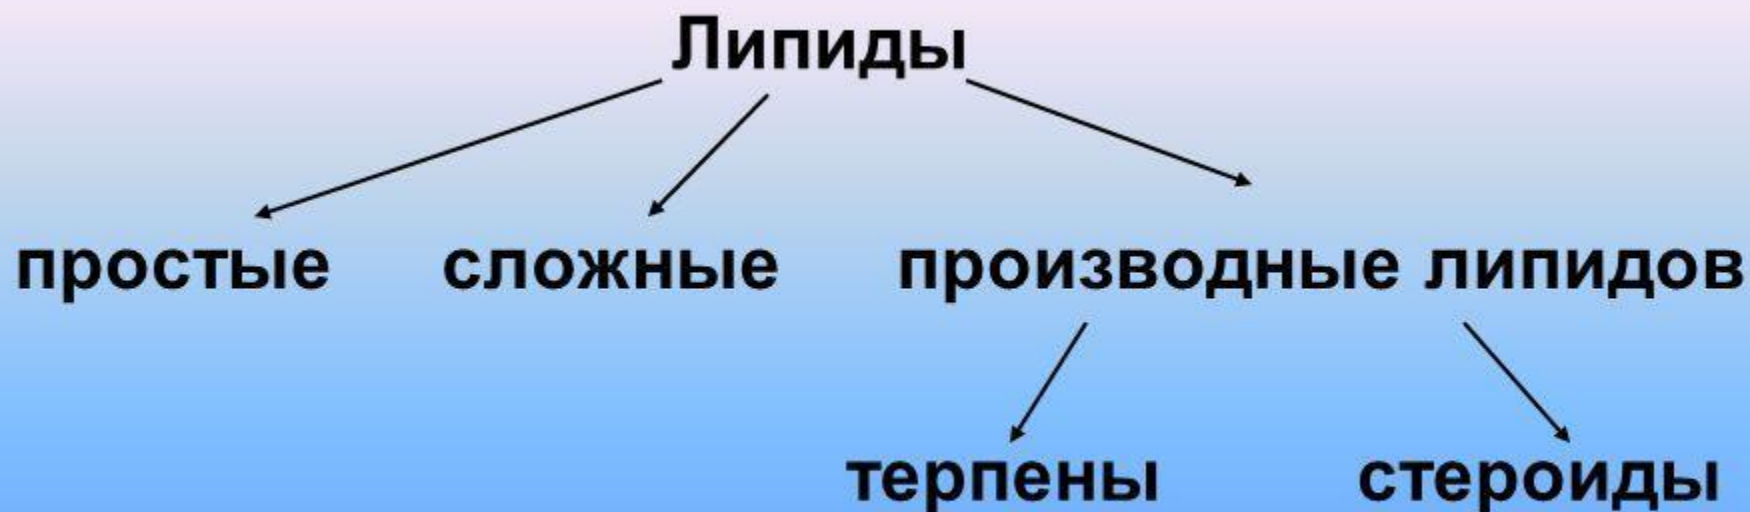 Липиды
простые сложные производные липидов
терпены стероиды